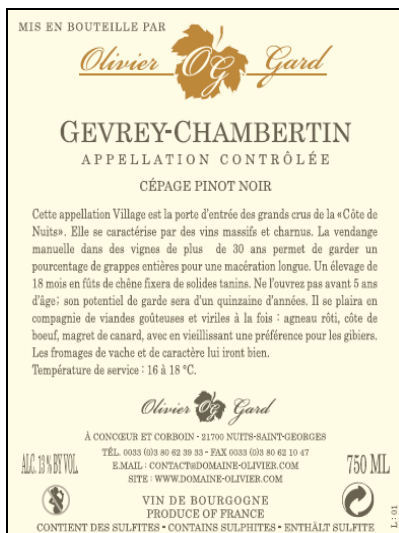 MIS EN BOUTEILLE PAR
Olivier OG Gard
GEVREY-CHAMBERTIN
APPELLATION CONTRÔLÉE
CÉPAGE PINOT NOIR
Cette appellation Village est la porte d'entrée des grands crus de la «Côte de
Nuits». Elle se caractérise par des vins massifs et charnus. La vendange
manuelle dans des vignes de plus de 30 ans permet de garder un
pourcentage de grappes entières pour une macération longue. Un élevage de
18 mois en fûts de chêne fixera de solides tanins. Ne l'ouvrez pas avant 5 ans
d'âge; son potentiel de garde sera d'un quinzaine d'années. Il se plaira en
compagnie de viandes goûteuses et viriles à la fois : agneau rôti, côte de
boeuf, magret de canard, avec en vieillissant une préférence pour les gibiers.
Les fromages de vache et de caractère lui iront bien.
Température de service : 16 à 18 °C.
Olivier OG Gard
À CONCŒUR ET CORBOIN - 21700 NUITS-SAINT-GEORGES
TÉL. 0033 (0)3 80 62 39 33 - FAX 0033 (0)3 80 62 10 47
E.MAIL : CONTACT@DOMAINE-OLIVIER.COM
SITE : WWW.DOMAINE-OLIVIER.COM
ALC. 13 % BY VOL.
750 ML
VIN DE BOURGOGNE
PRODUCE OF FRANCE
CONTIENT DES SULFITES - CONTAINS SULPHITES - ENTHÄLT SULFITE
L : 01